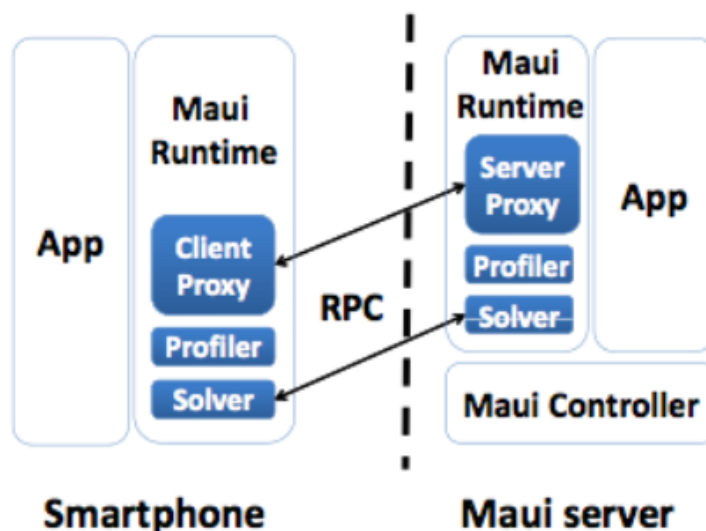 App
Maui
Runtime
Client
Proxy
Profiler
Solver
RPC
Maui
Runtime
Server
Proxy
Profiler
Solver
App
Maui Controller
Smartphone
Maui server